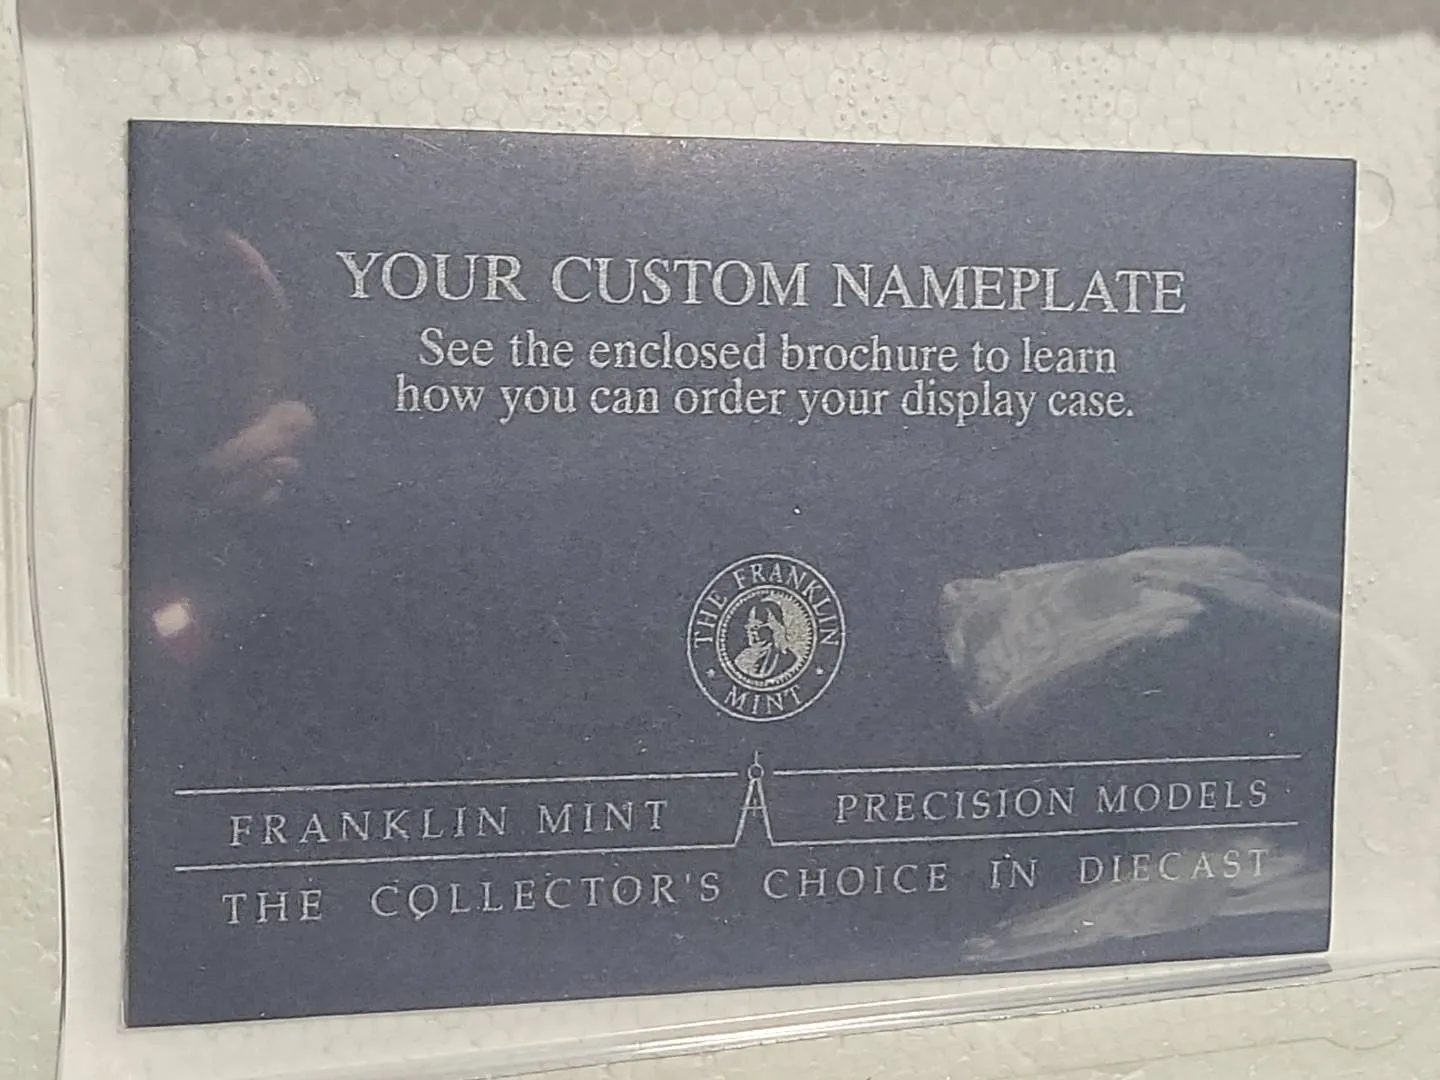 YOUR CUSTOM NAMEPLATE
See the enclosed brochure to learn
how you can order your display case.
THE FRANKLIN
MINT
FRANKLIN MINT PRECISION MODELS
THE COLLECTOR'S CHOICE IN DIECAST